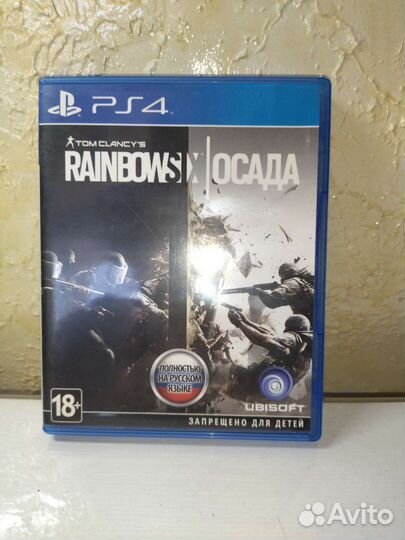 PS4
TOM CLANCY'S
RAINBOWSIX|ОСАДА
ПОЛНОСТЬЮ
НА РУССКОМ
ЯЗЫКЕ
18+
UBISOFT
ЗАПРЕЩЕНО ДЛЯ ДЕТЕЙ
Avito